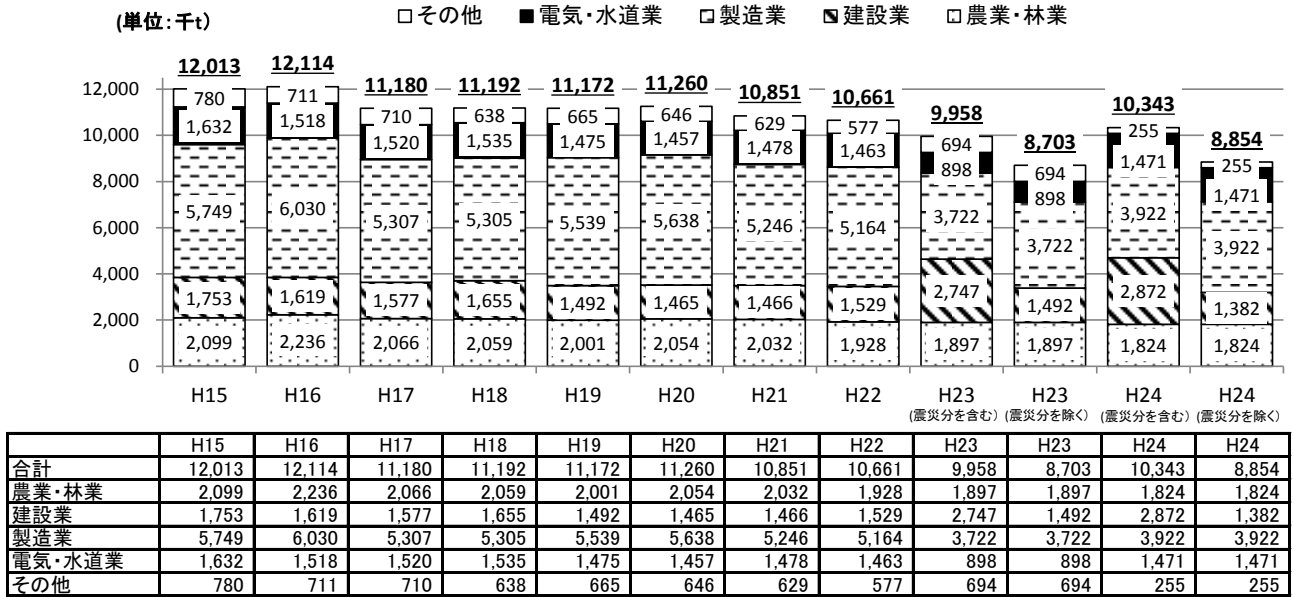 (単位：千t) □その他 ■電気・水道業 製造業 建設業 農業・林業
12,013 12,114 11,180 11,192 11,172 11,260 10,851 10,661 9,958 8,703 10,343 8,854
12,000
10,000
8,000
6,000
4,000
2,000
0
780 711 710 638 665 646 629 577 694 694 255 255
1,632 1,518 1,520 1,535 1,475 1,457 1,478 1,463 898 898 1,471 1,471
5,749 6,030 5,307 5,305 5,539 5,638 5,246 5,164 3,722 3,722 3,922 3,922
1,753 1,619 1,577 1,655 1,492 1,465 1,466 1,529 2,747 1,492 2,872 1,382
2,099 2,236 2,066 2,059 2,001 2,054 2,032 1,928 1,897 1,897 1,824 1,824
H15 H16 H17 H18 H19 H20 H21 H22 H23 H23 H24 H24
(震災分を含む) (震災分を除く) (震災分を含む) (震災分を除く)
H15 H16 H17 H18 H19 H20 H21 H22 H23 H23 H24 H24
合計 12,013 12,114 11,180 11,192 11,172 11,260 10,851 10,661 9,958 8,703 10,343 8,854
農業・林業 2,099 2,236 2,066 2,059 2,001 2,054 2,032 1,928 1,897 1,897 1,824 1,824
建設業 1,753 1,619 1,577 1,655 1,492 1,465 1,466 1,529 2,747 1,492 2,872 1,382
製造業 5,749 6,030 5,307 5,305 5,539 5,638 5,246 5,164 3,722 3,722 3,922 3,922
電気・水道業 1,632 1,518 1,520 1,535 1,475 1,457 1,478 1,463 898 898 1,471 1,471
その他 780 711 710 638 665 646 629 577 694 694 255 255